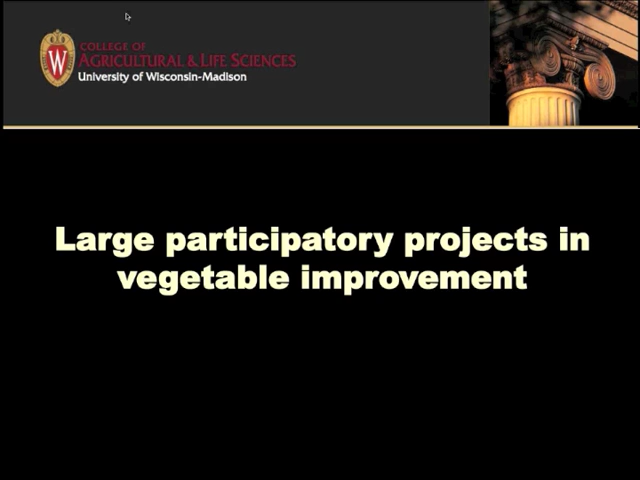 W
COLLEGE OF
AGRICULTURAL & LIFE SCIENCES
University of Wisconsin-Madison
Large participatory projects in
vegetable improvement